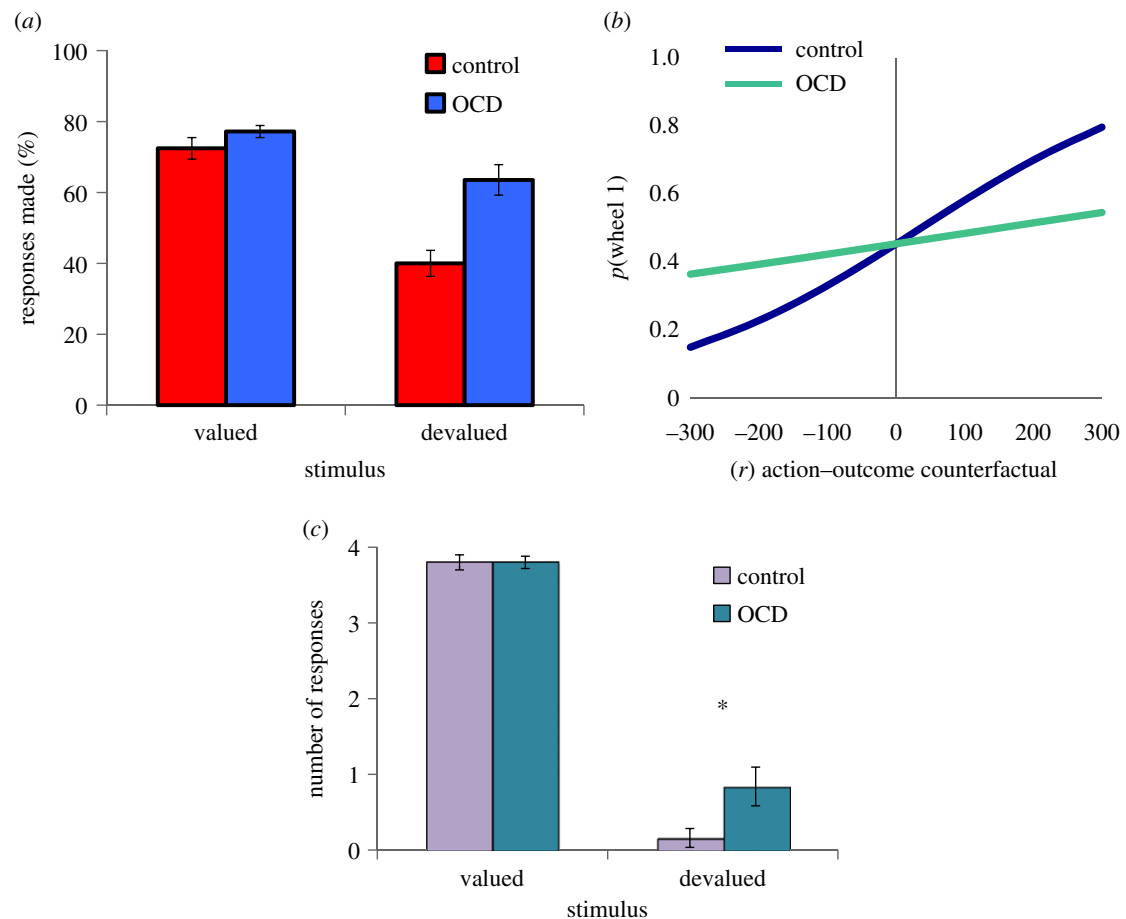 (a)
100
80
60
40
20
0
responses made (%)
control
OCD
valued
devalued
stimulus
(b)
control
OCD
1.0
0.8
0.6
0.4
0.2
0
p(wheel 1)
–300
–200
–100
0
100
200
300
(r) action–outcome counterfactual
(c)
4
3
2
1
0
number of responses
control
OCD
*
valued
devalued
stimulus